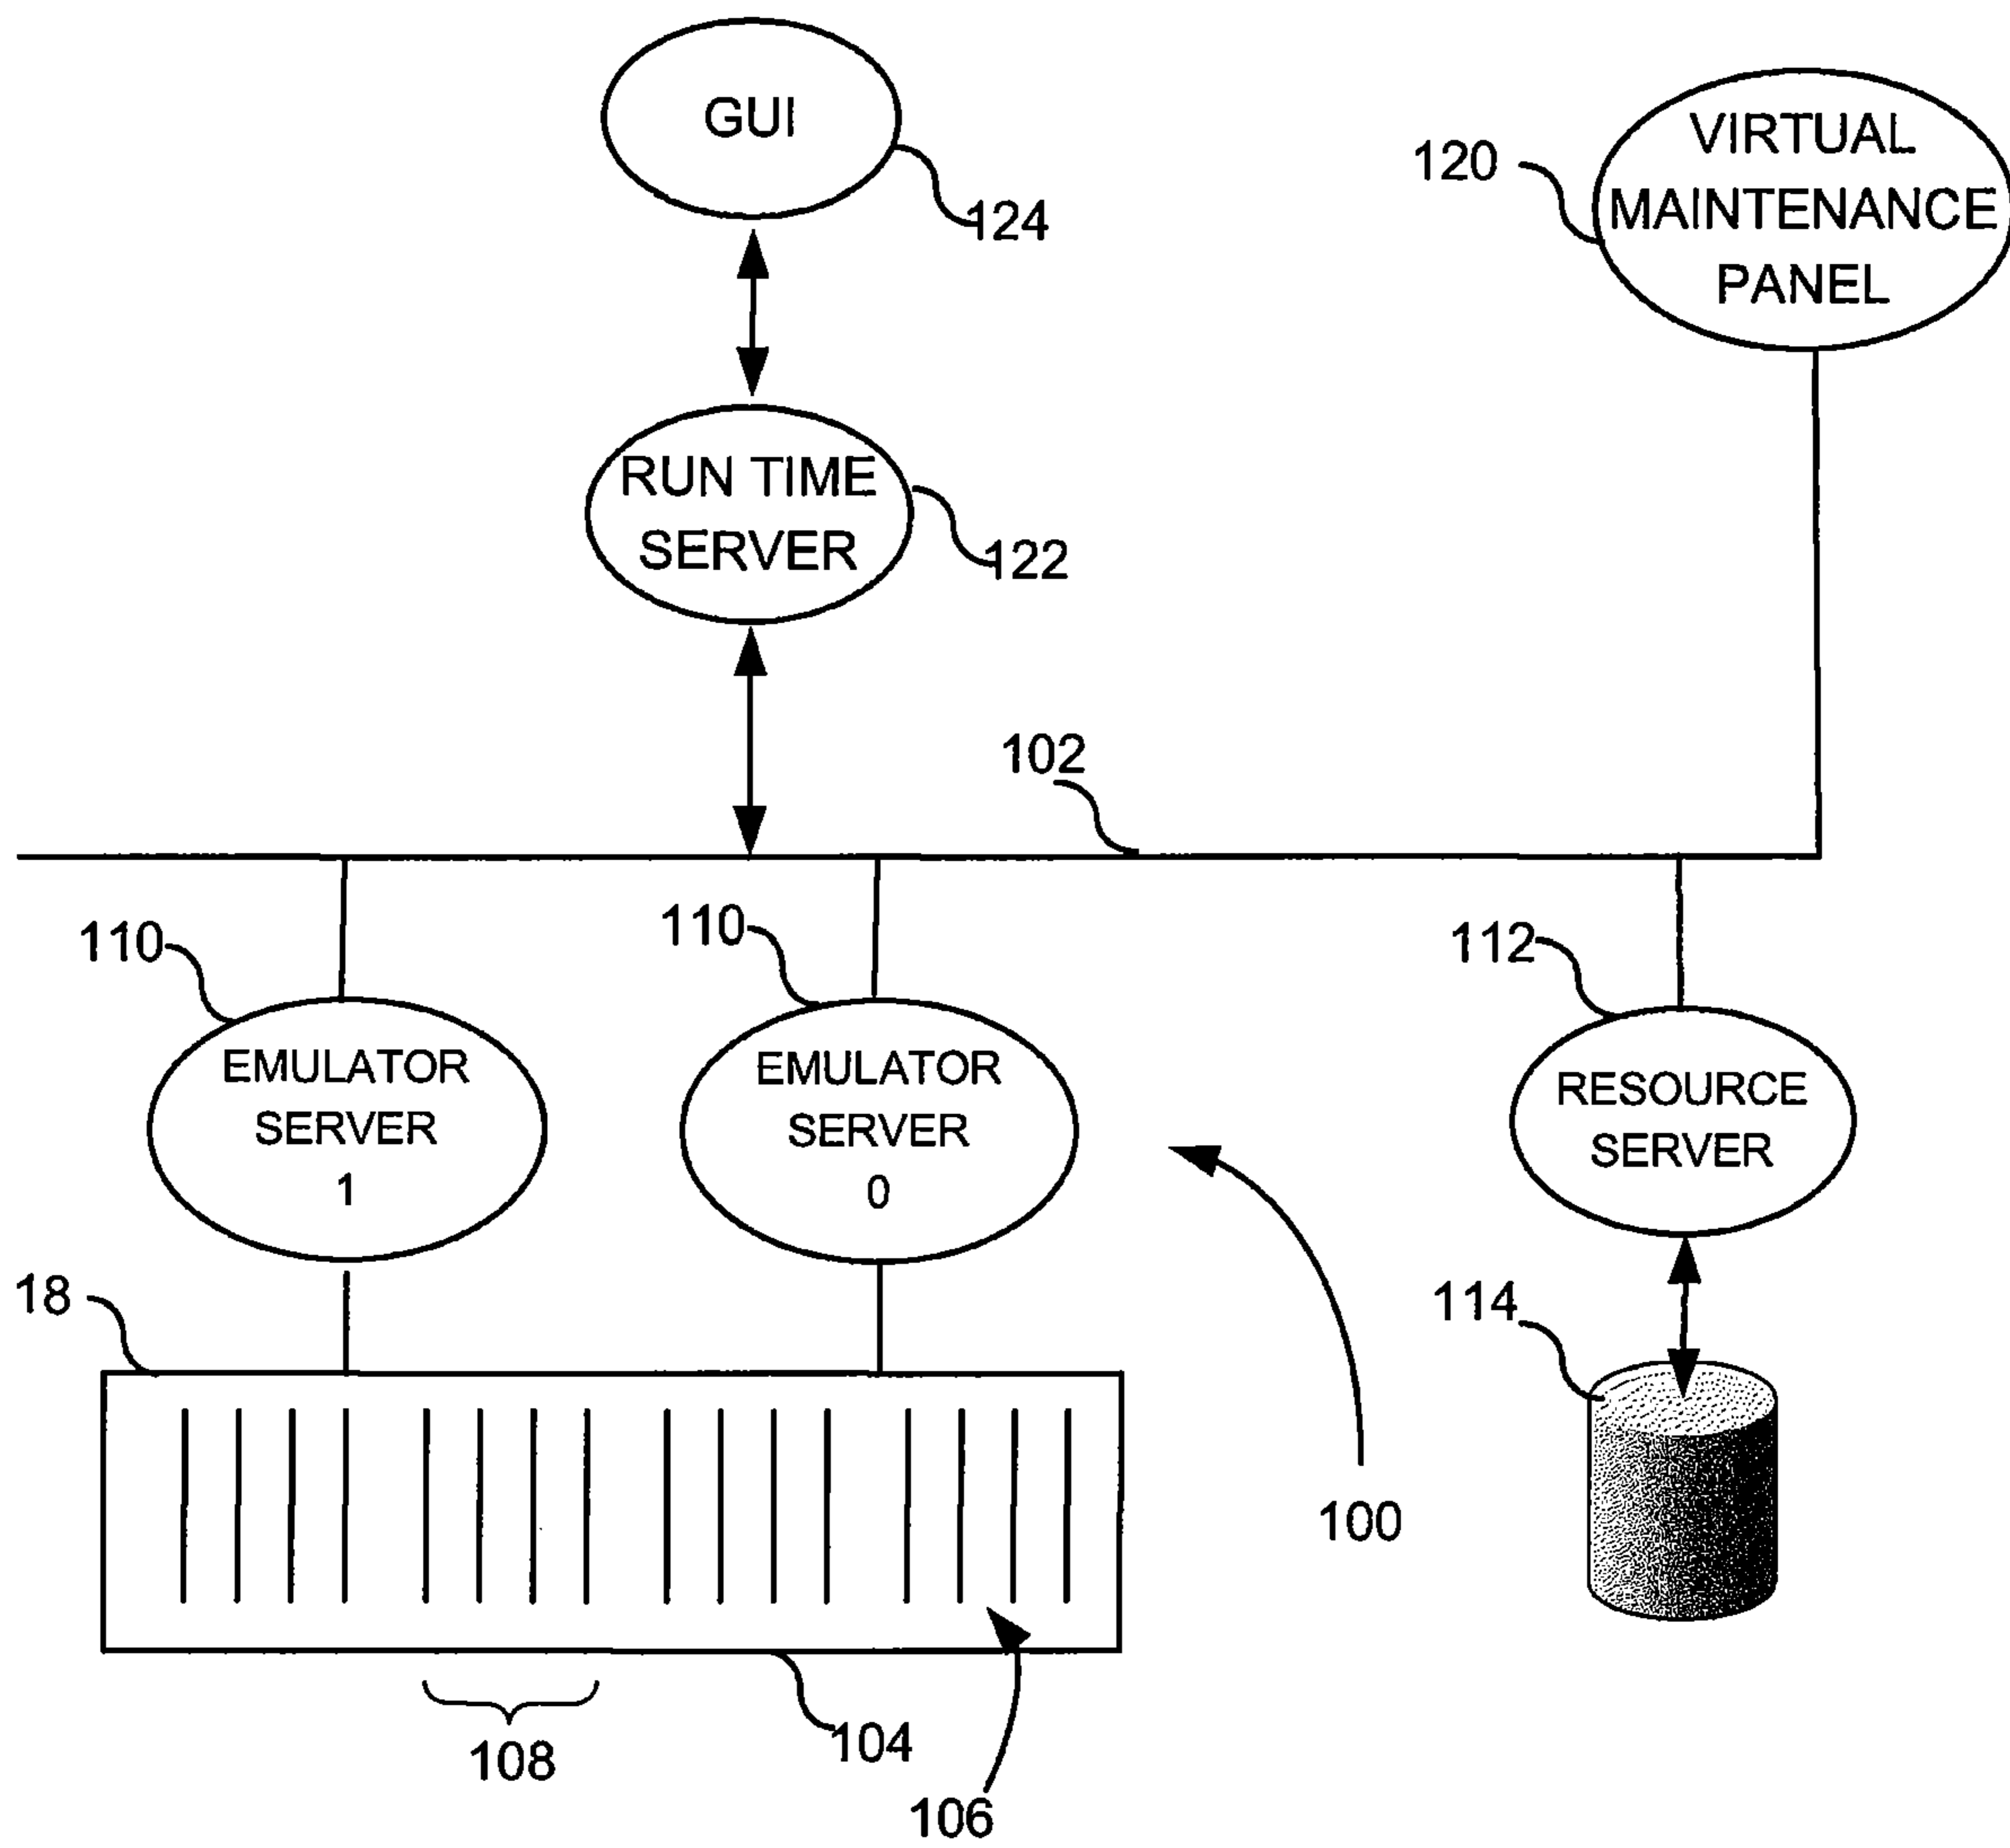 GUI
124
120
VIRTUAL
MAINTENANCE
PANEL
RUN TIME
SERVER
122
102
110
110
112
EMULATOR
SERVER
1
EMULATOR
SERVER
0
RESOURCE
SERVER
18
114
100
108
104
106